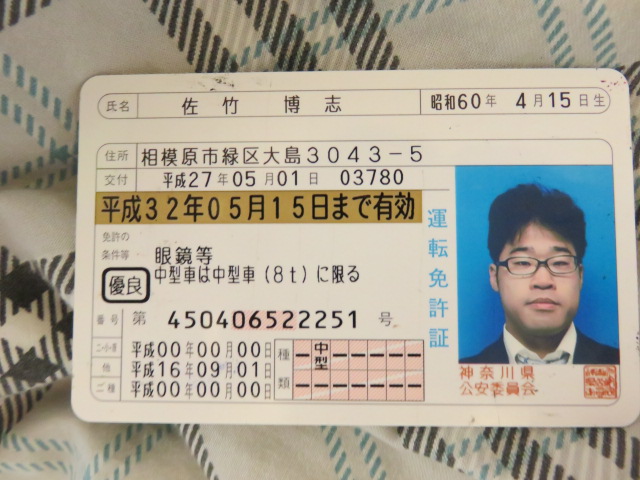 氏名 佐竹 博志 昭和60年 4月15日生
住所 相模原市緑区大島3043-5
交付 平成27年05月01日 03780
平成32年05月15日まで有効
免許の
条件等
眼鏡等
中型車は中型車(8t)に限る
優良
番号 第 450406522251 号
二・小・原 平成00年00月00日
他 平成16年09月01日
二種 平成00年00月00日
種類 - 中型 - - - - -
- - - - - - -
運転免許証
神奈川県
公安委員会